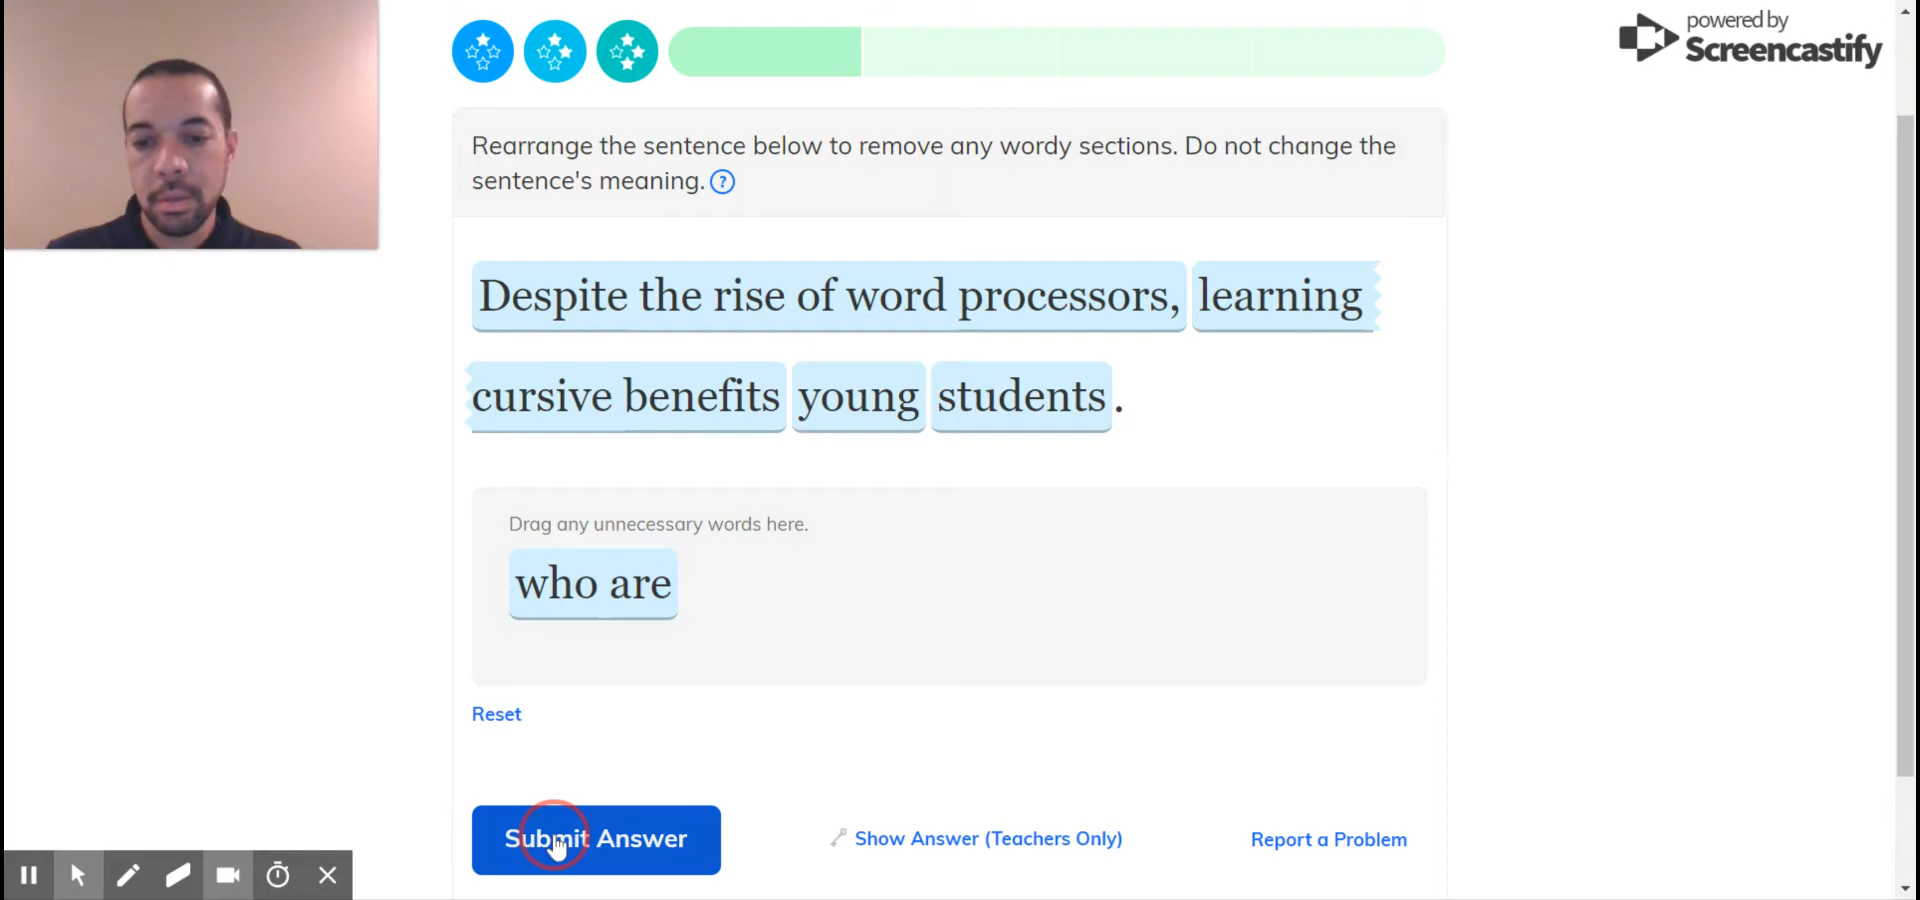 powered by
Screencastify
Rearrange the sentence below to remove any wordy sections. Do not change the
sentence's meaning. ?
Despite the rise of word processors, learning
cursive benefits young students.
Drag any unnecessary words here.
who are
Reset
Submit Answer
Show Answer (Teachers Only)
Report a Problem